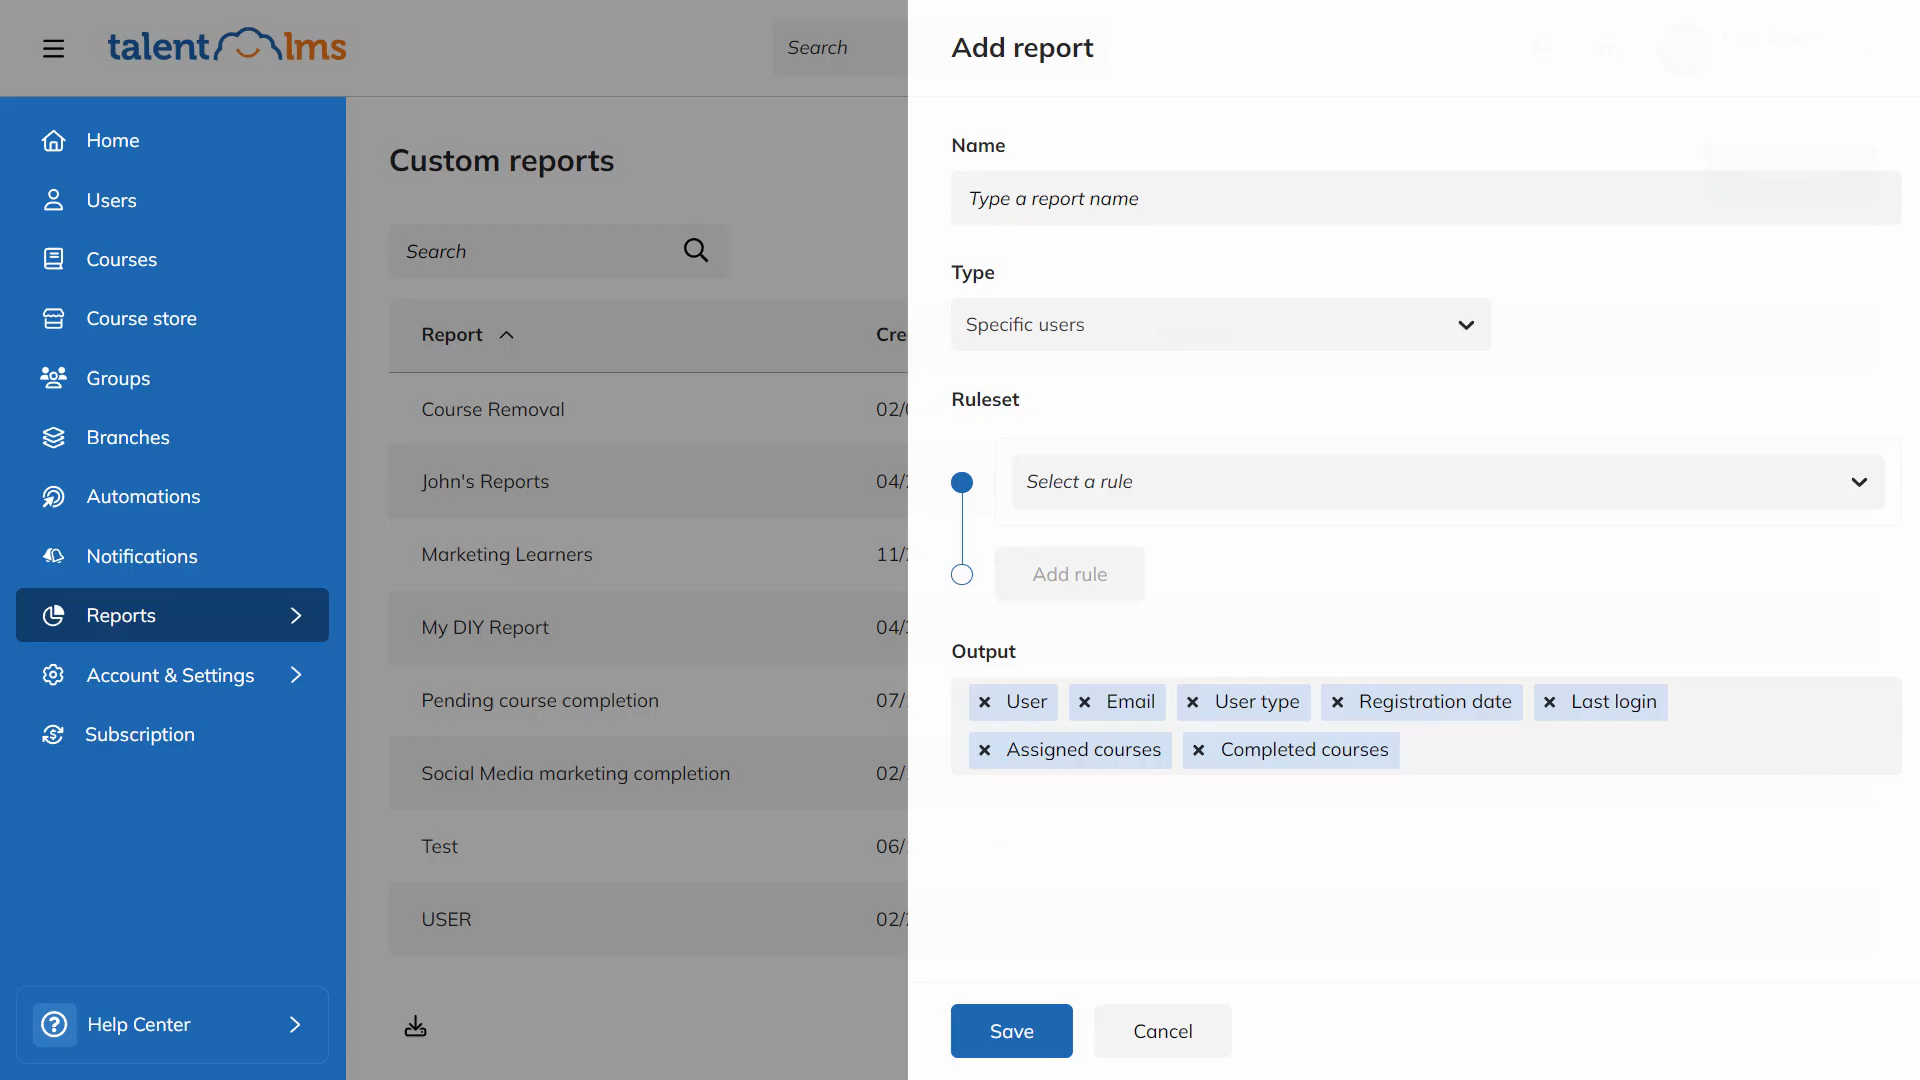 talentlms
Search
Add report
Home
Users
Courses
Course store
Groups
Branches
Automations
Notifications
Reports
Account & Settings
Subscription
Help Center
Custom reports
Search
Report
Cre
Course Removal
02/
John's Reports
04/
Marketing Learners
11/
My DIY Report
04/
Pending course completion
07/
Social Media marketing completion
02/
Test
06/
USER
02/
Name
Type a report name
Type
Specific users
Ruleset
Select a rule
Add rule
Output
User Email User type Registration date Last login
Assigned courses Completed courses
Save Cancel